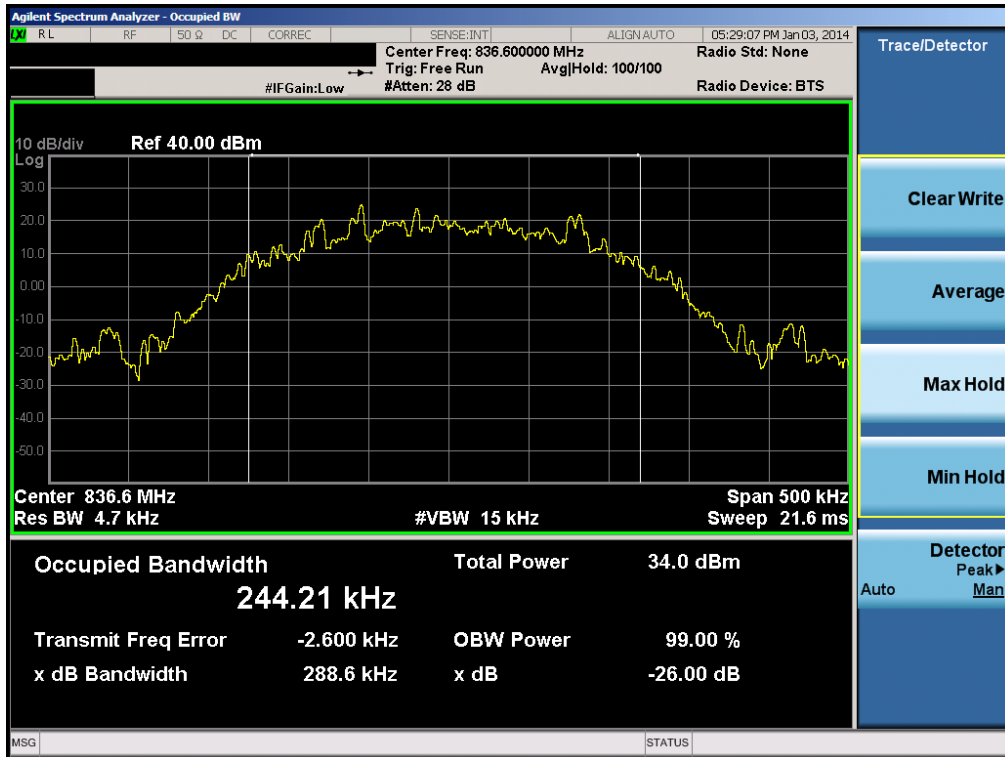 Agilent Spectrum Analyzer - Occupied BW
LXI RL RF 50 Ω DC CORREC SENSE:INT ALIGN AUTO 05:29:07 PM Jan 03, 2014
Center Freq: 836.600000 MHz Radio Std: None
Trig: Free Run Avg|Hold: 100/100
#IFGain:Low #Atten: 28 dB Radio Device: BTS
Trace/Detector
10 dB/div Ref 40.00 dBm
Log
30.0
20.0
10.0
0.00
-10.0
-20.0
-30.0
-40.0
-50.0
Center 836.6 MHz Span 500 kHz
Res BW 4.7 kHz #VBW 15 kHz Sweep 21.6 ms
Occupied Bandwidth Total Power 34.0 dBm
244.21 kHz
Transmit Freq Error -2.600 kHz OBW Power 99.00 %
x dB Bandwidth 288.6 kHz x dB -26.00 dB
Clear Write
Average
Max Hold
Min Hold
Detector
Peak▶
Auto Man
MSG STATUS